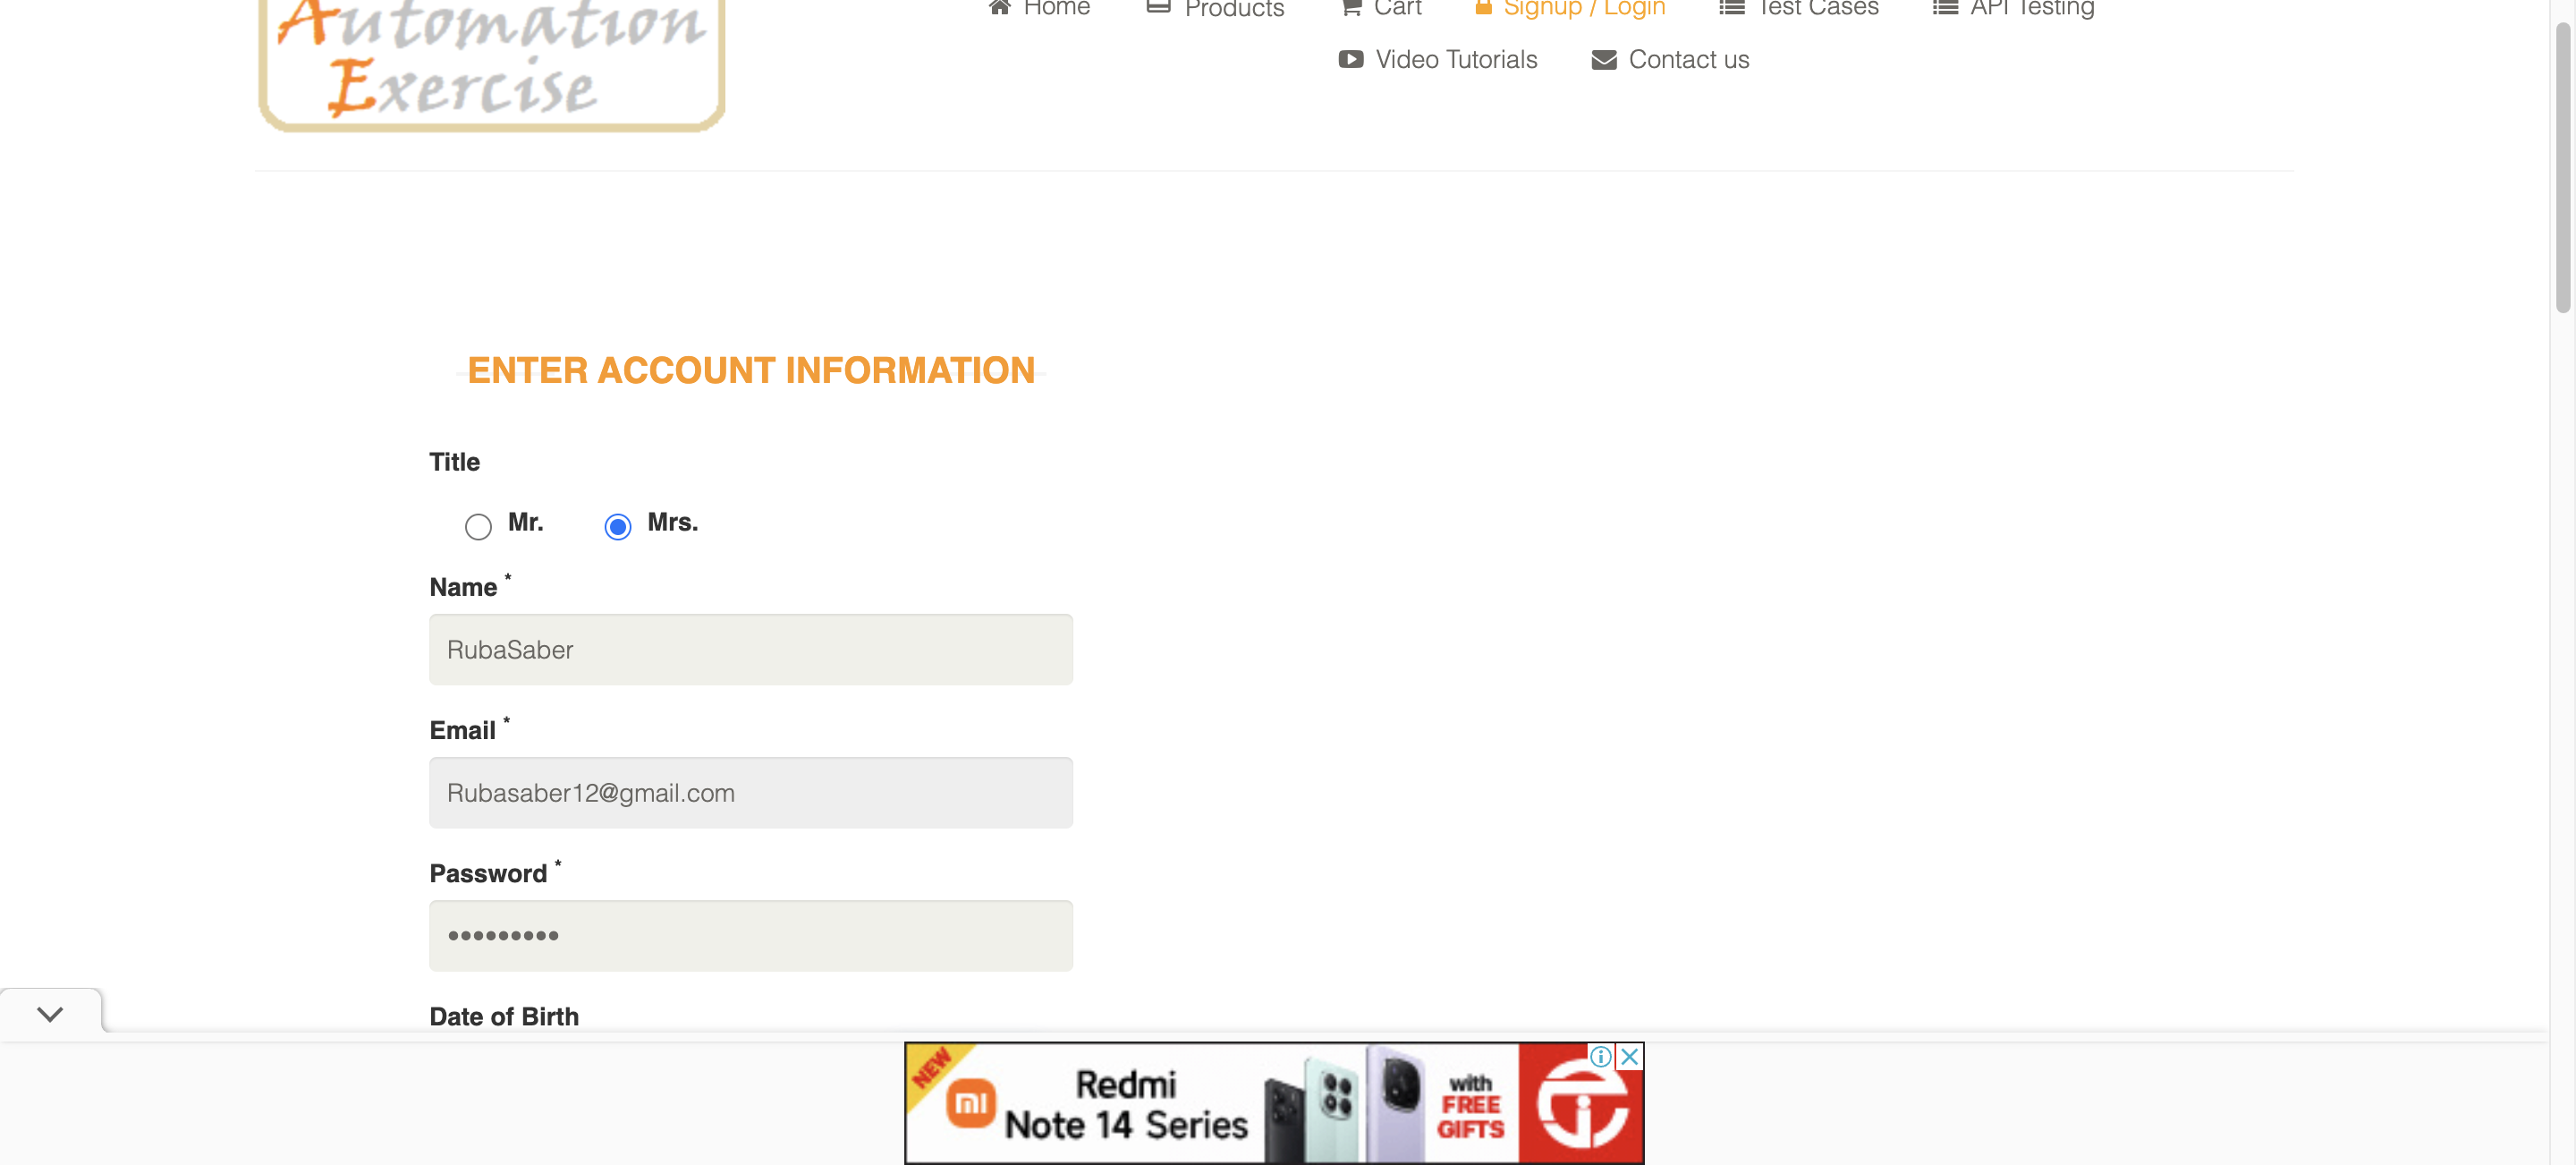 Automation
Exercise
Home
Products
Cart
Signup / Login
Test Cases
API Testing
Video Tutorials
Contact us
ENTER ACCOUNT INFORMATION
Title
Mr.
Mrs.
Name *
RubaSaber
Email *
Rubasaber12@gmail.com
Password *
•••••••••
Date of Birth
NEW
mi
Redmi
Note 14 Series
with
FREE
GIFTS